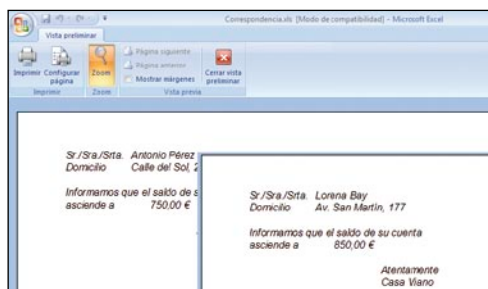 Correspondencia.xls [Modo de compatibilidad] - Microsoft Excel
Vista preliminar
Imprimir Configurar página
Zoom
Página siguiente
Página anterior
Mostrar márgenes
Cerrar vista preliminar
Imprimir Zoom Vista previa
Sr./Sra./Srta. Antonio Pérez
Domicilio Calle del Sol, 2
Informamos que el saldo de s
asciende a 750,00 €
Sr./Sra./Srta. Lorena Bay
Domicilio Av. San Martín, 177
Informamos que el saldo de su cuenta
asciende a 850,00 €
Atentamente
Casa Viano